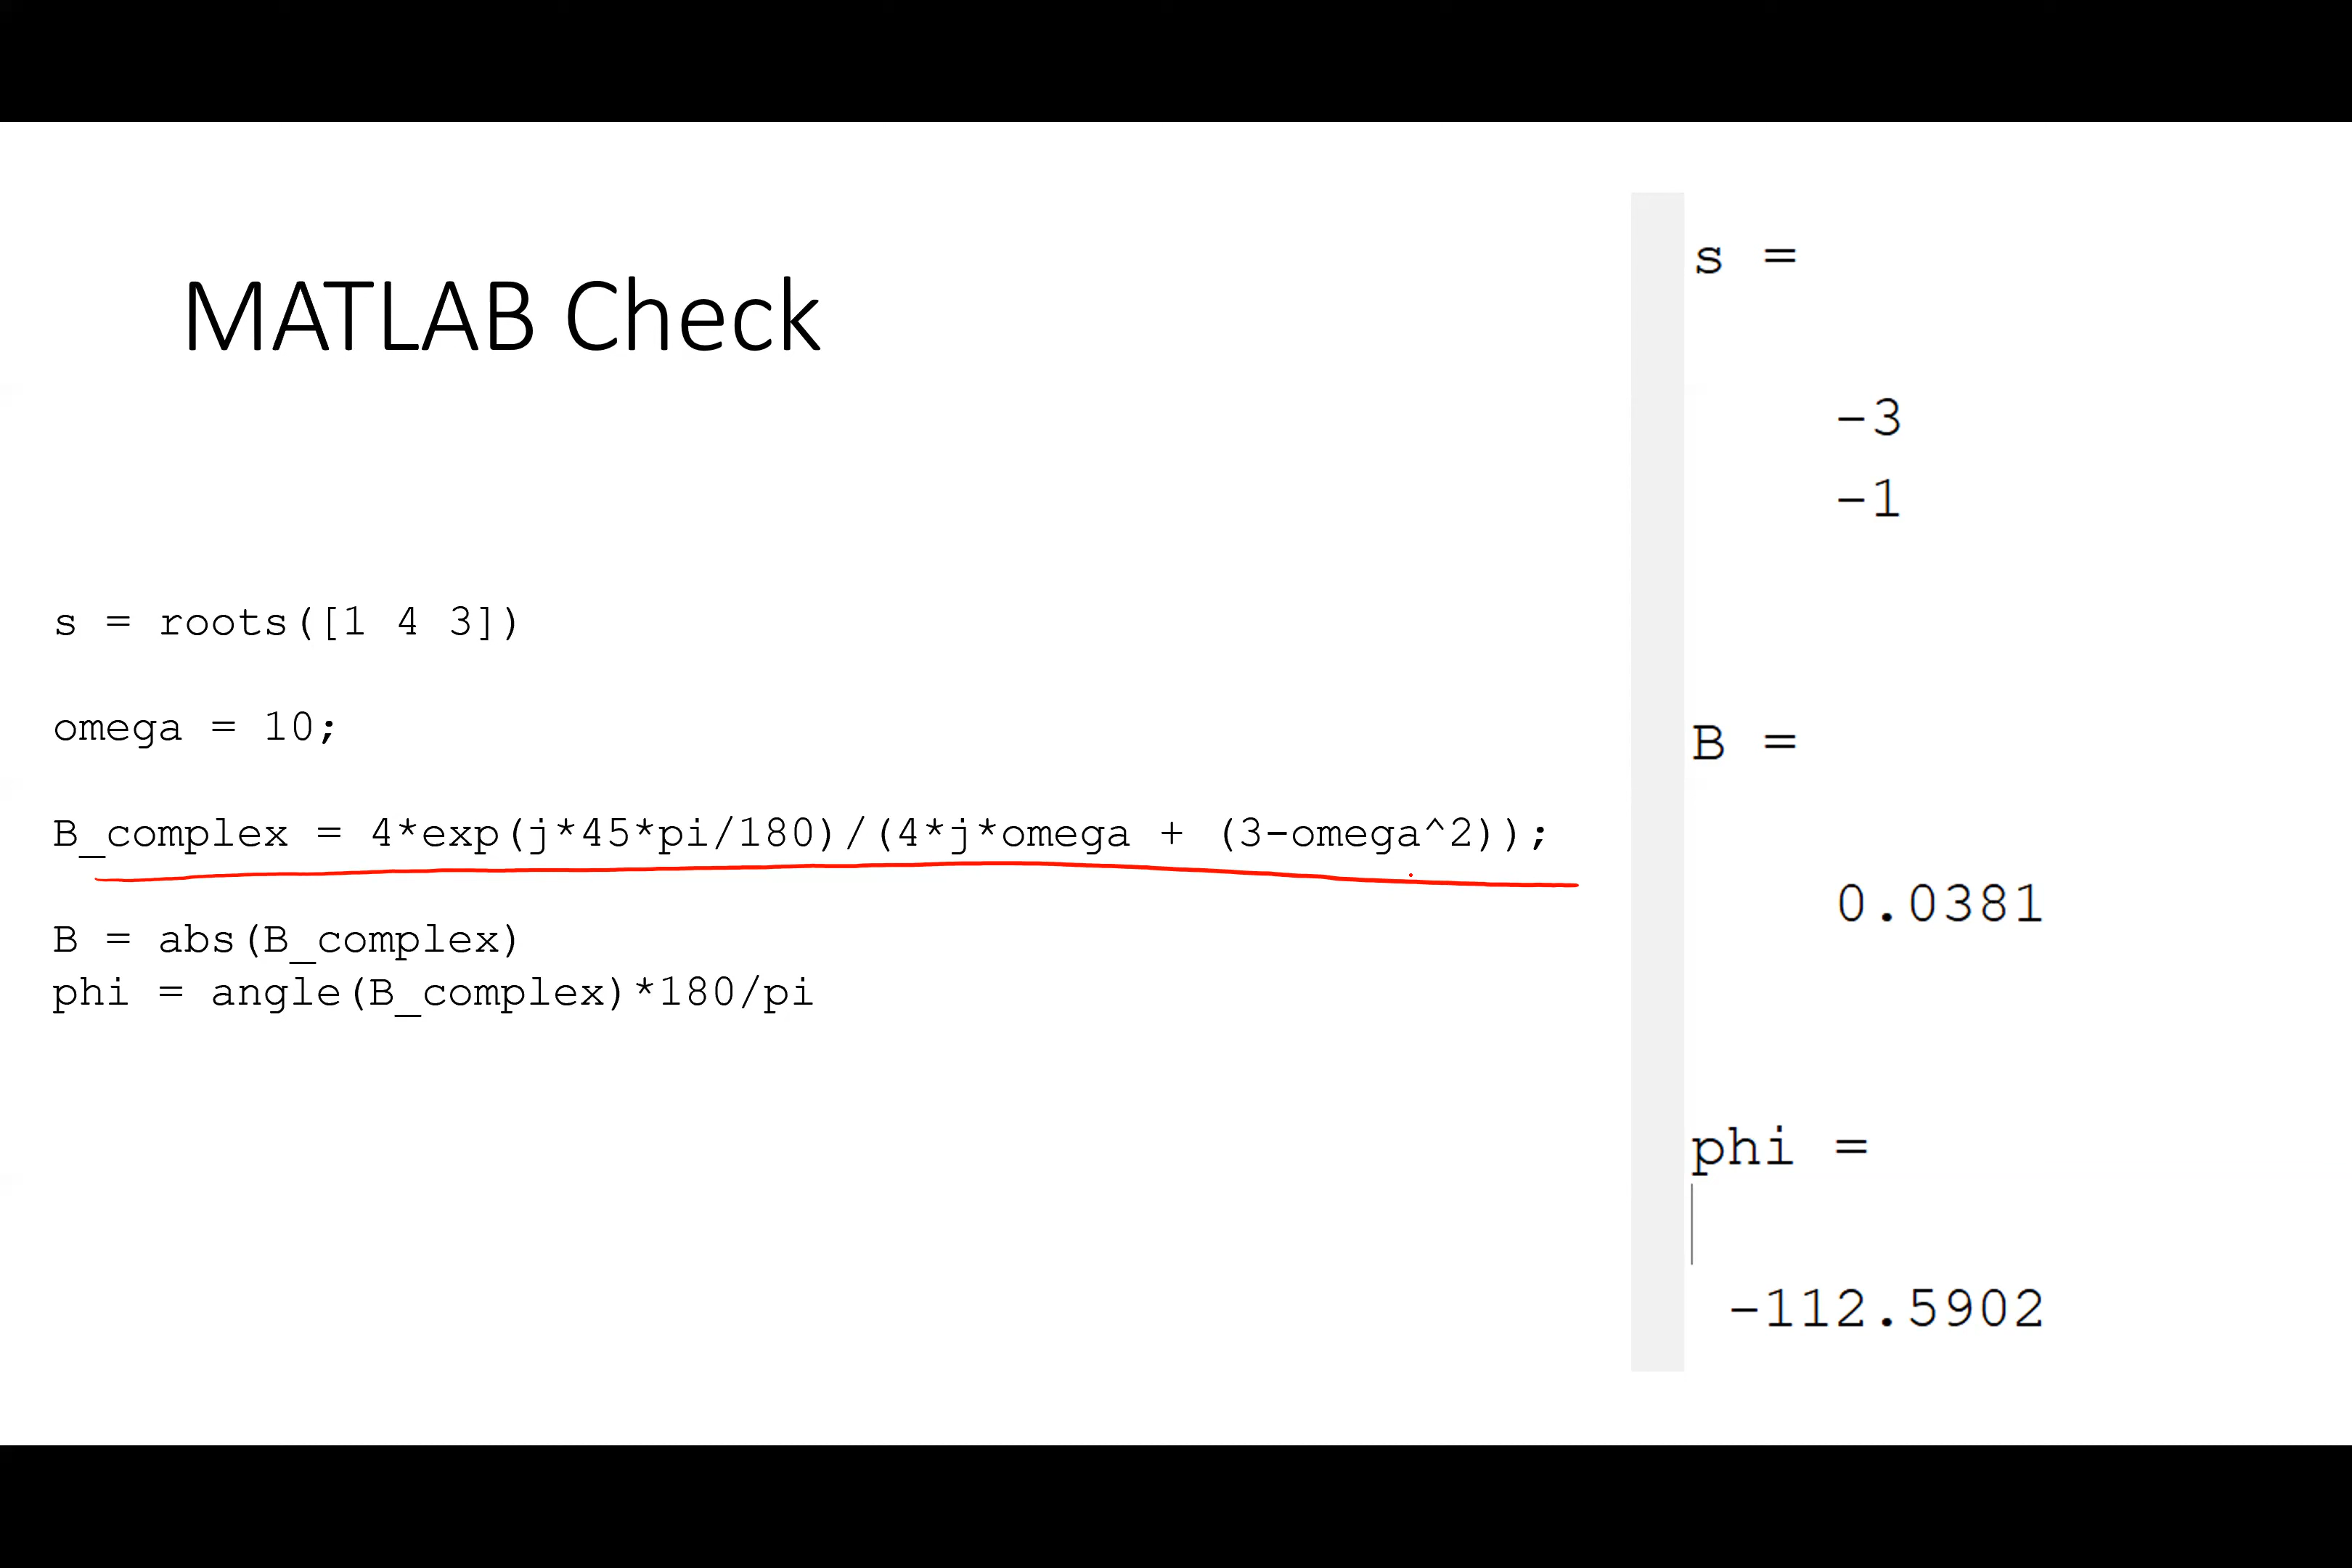 MATLAB Check
s = roots([1 4 3])
omega = 10;
B_complex = 4*exp(j*45*pi/180)/(4*j*omega + (3-omega^2));
B = abs(B_complex)
phi = angle(B_complex)*180/pi
s =
-3
-1
B =
0.0381
phi =
-112.5902